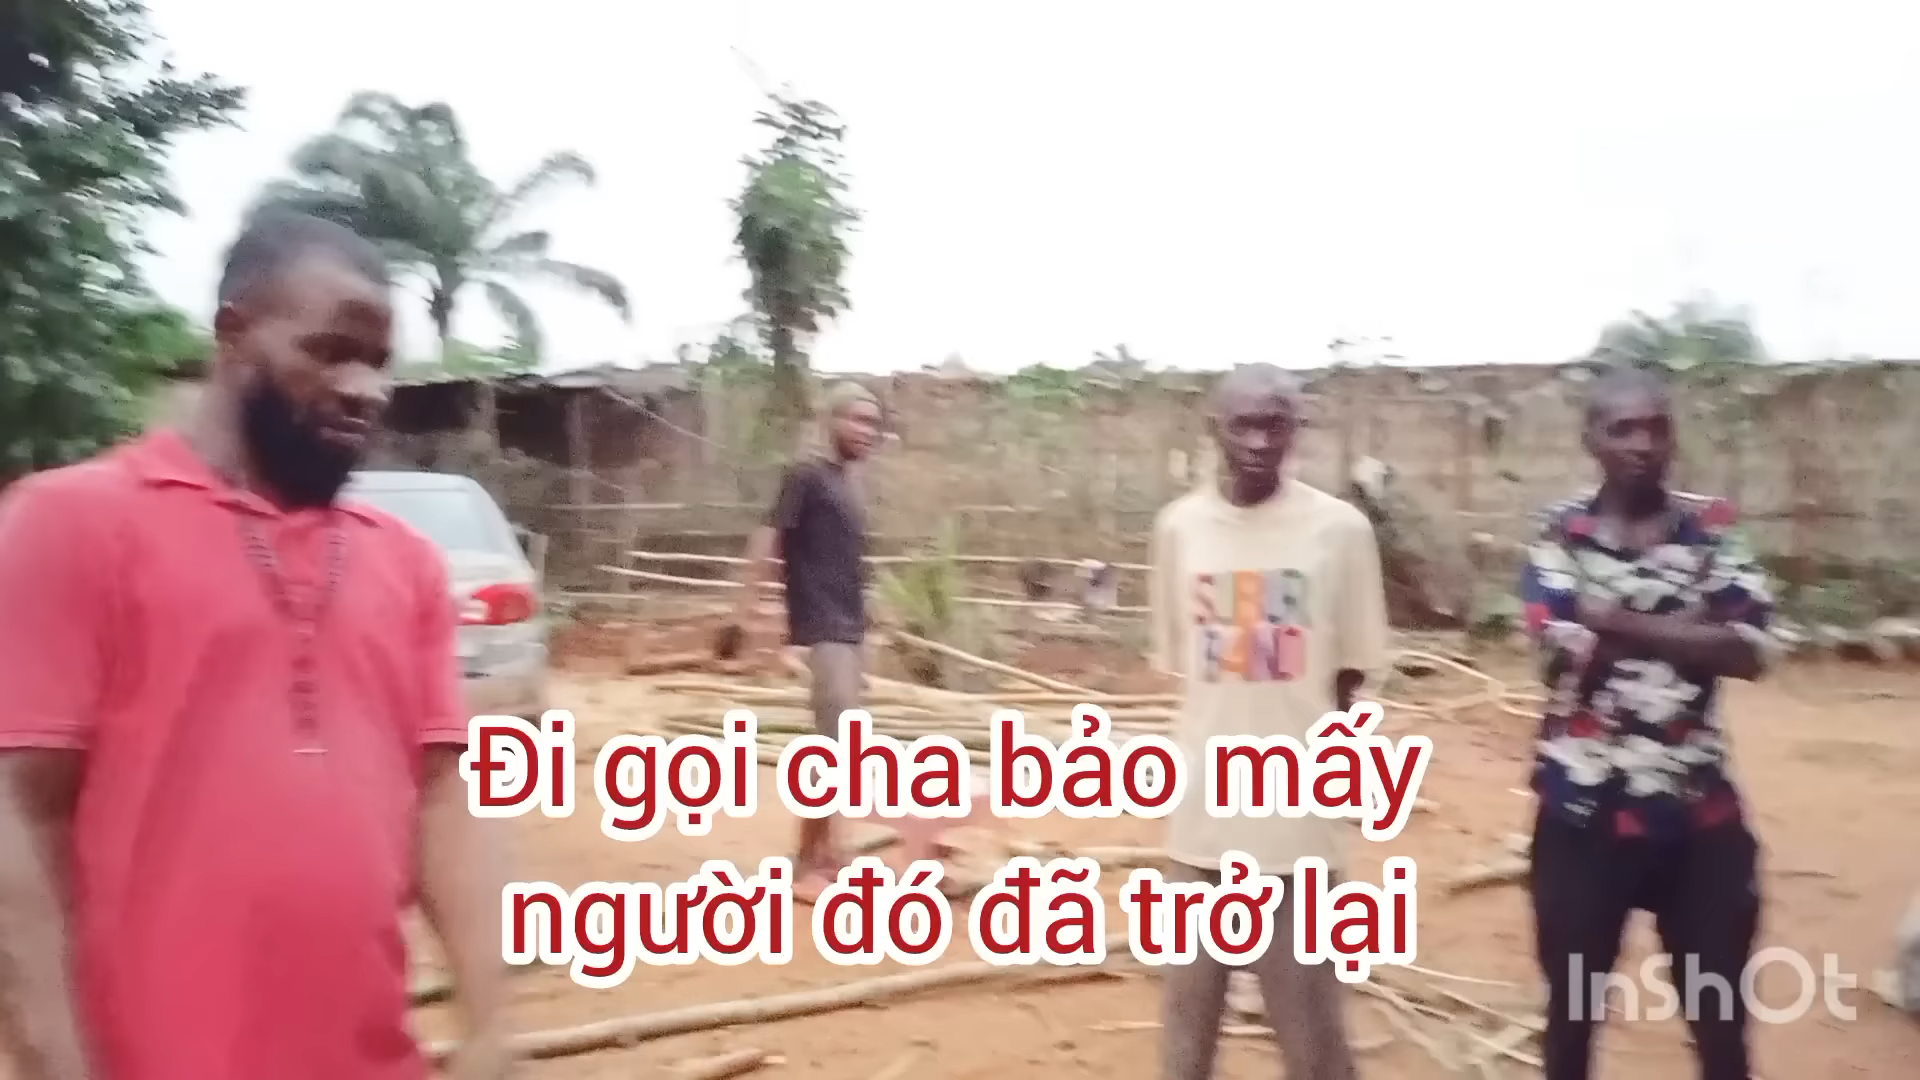 Đi gọi cha bảo mấy
người đó đã trở lại
InShOt